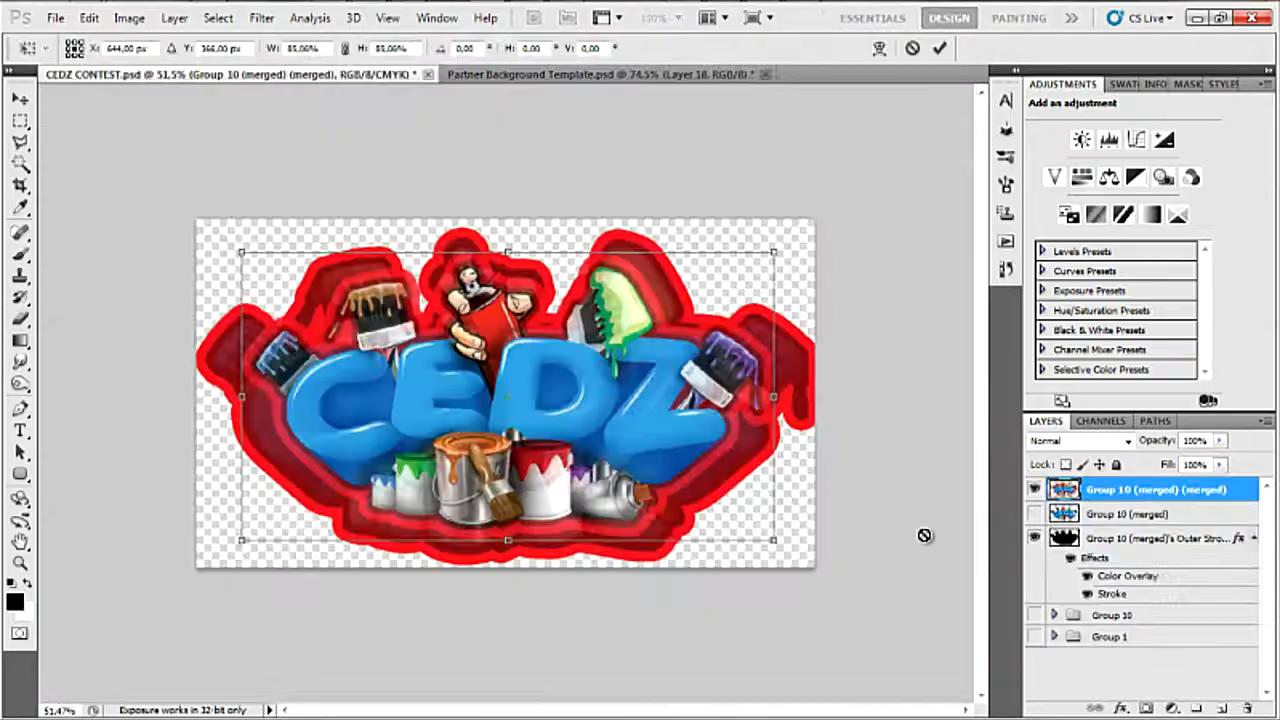 Ps File Edit Image Layer Select Filter Analysis 3D View Window Help ESSENTIALS DESIGN PAINTING CS Live
X: 644,00 px Y: 366,00 px W: 85,06% H: 85,06% 0,00 ° H: 0,00 ° V: 0,00 °
CEDZ CONTEST.psd @ 51,5% (Group 10 (merged) (merged), RGB/8/CMYK) * Partner Background Template.psd @ 74,5% (Layer 18, RGB/8) *
ADJUSTMENTS SWAT INFO MASK STYLES
Add an adjustment
Levels Presets
Curves Presets
Exposure Presets
Hue/Saturation Presets
Black & White Presets
Channel Mixer Presets
Selective Color Presets
CEDZ
LAYERS CHANNELS PATHS
Normal Opacity: 100%
Lock: Fill: 100%
Group 10 (merged) (merged)
Group 10 (merged)
Group 10 (merged)'s Outer Stro... fx
Effects
Color Overlay
Stroke
Group 10
Group 1
51,47% Exposure works in 32-bit only